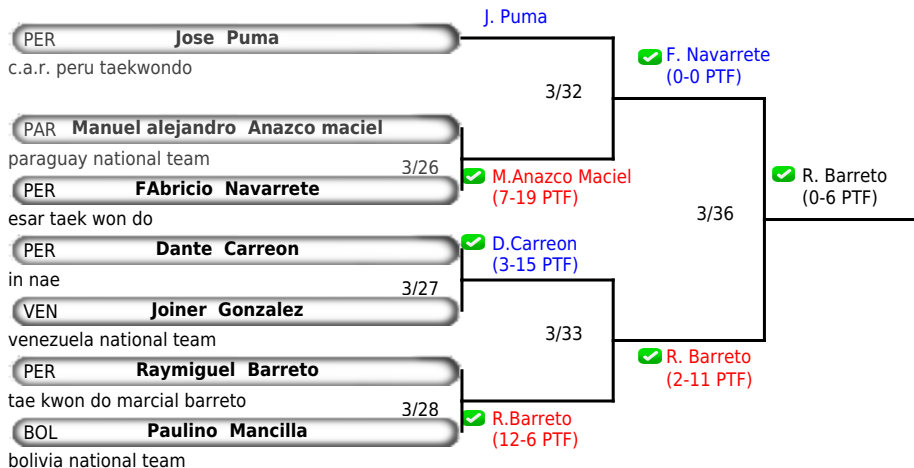 J. Puma
PER Jose Puma
c.a.r. peru taekwondo
F. Navarrete
(0-0 PTF)
3/32
PAR Manuel alejandro Anazco maciel
paraguay national team
3/26
M.Anazco Maciel
(7-19 PTF)
PER FAbricio Navarrete
esar taek won do
R. Barreto
(0-6 PTF)
3/36
PER Dante Carreon
in nae
D.Carreon
(3-15 PTF)
3/27
VEN Joiner Gonzalez
venezuela national team
3/33
PER Raymiguel Barreto
tae kwon do marcial barreto
R. Barreto
(2-11 PTF)
3/28
R.Barreto
(12-6 PTF)
BOL Paulino Mancilla
bolivia national team